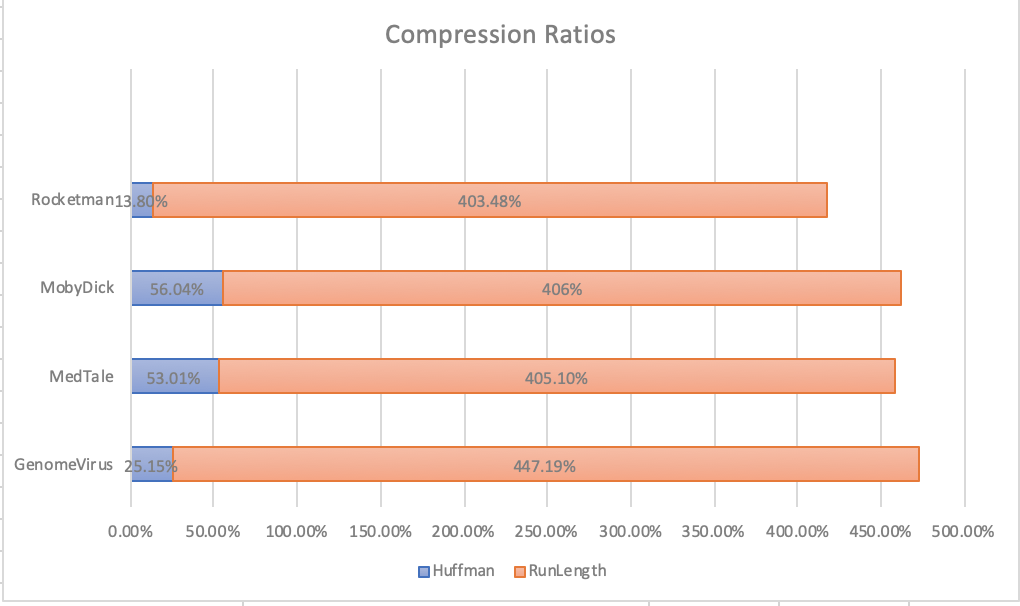 Compression Ratios
Rocketman 13.80% 403.48%
MobyDick 56.04% 406%
MedTale 53.01% 405.10%
GenomeVirus 25.15% 447.19%
0.00% 50.00% 100.00% 150.00% 200.00% 250.00% 300.00% 350.00% 400.00% 450.00% 500.00%
Huffman RunLength